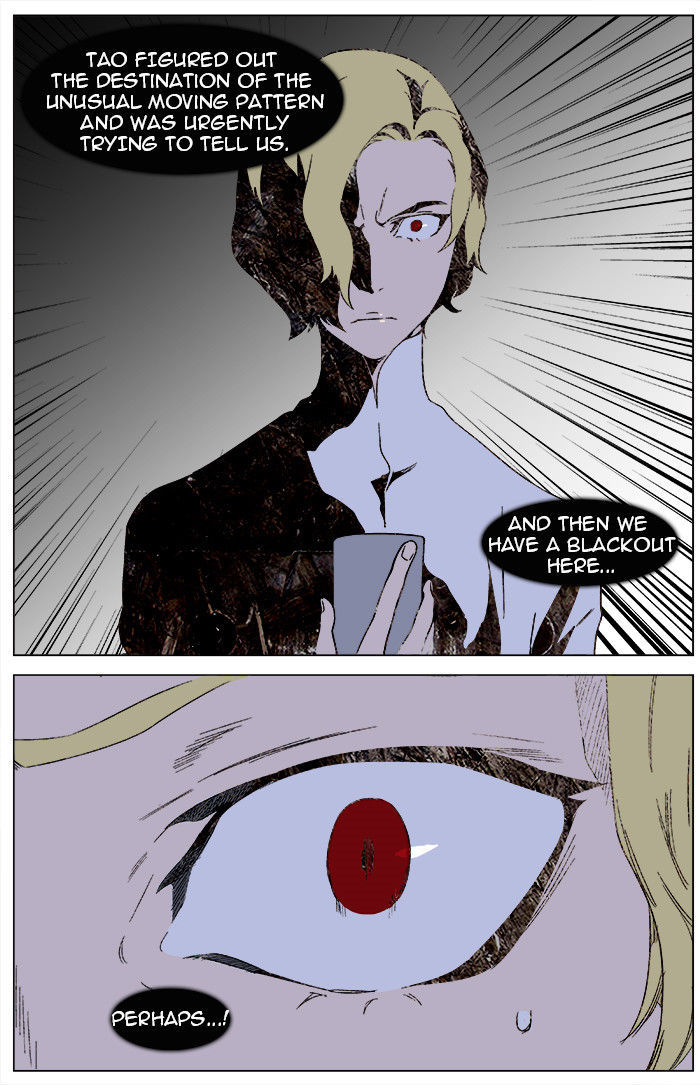 TAO FIGURED OUT
THE DESTINATION OF THE
UNUSUAL MOVING PATTERN
AND WAS URGENTLY
TRYING TO TELL US.
AND THEN WE
HAVE A BLACKOUT
HERE...
PERHAPS...!